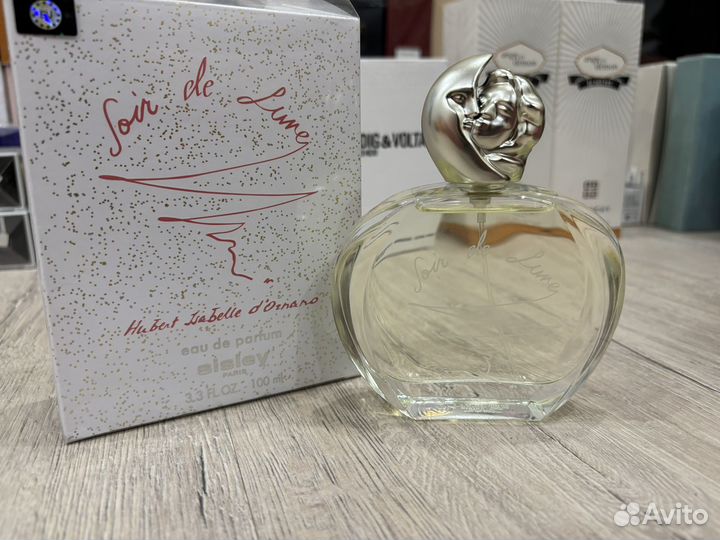 Soir de Lune
Hubert Isabelle d'Ornano
eau de parfum
sisley
PARIS
3.3 FL.OZ - 100 ml
DIG & VOLTA
Soir de Lune
Avito